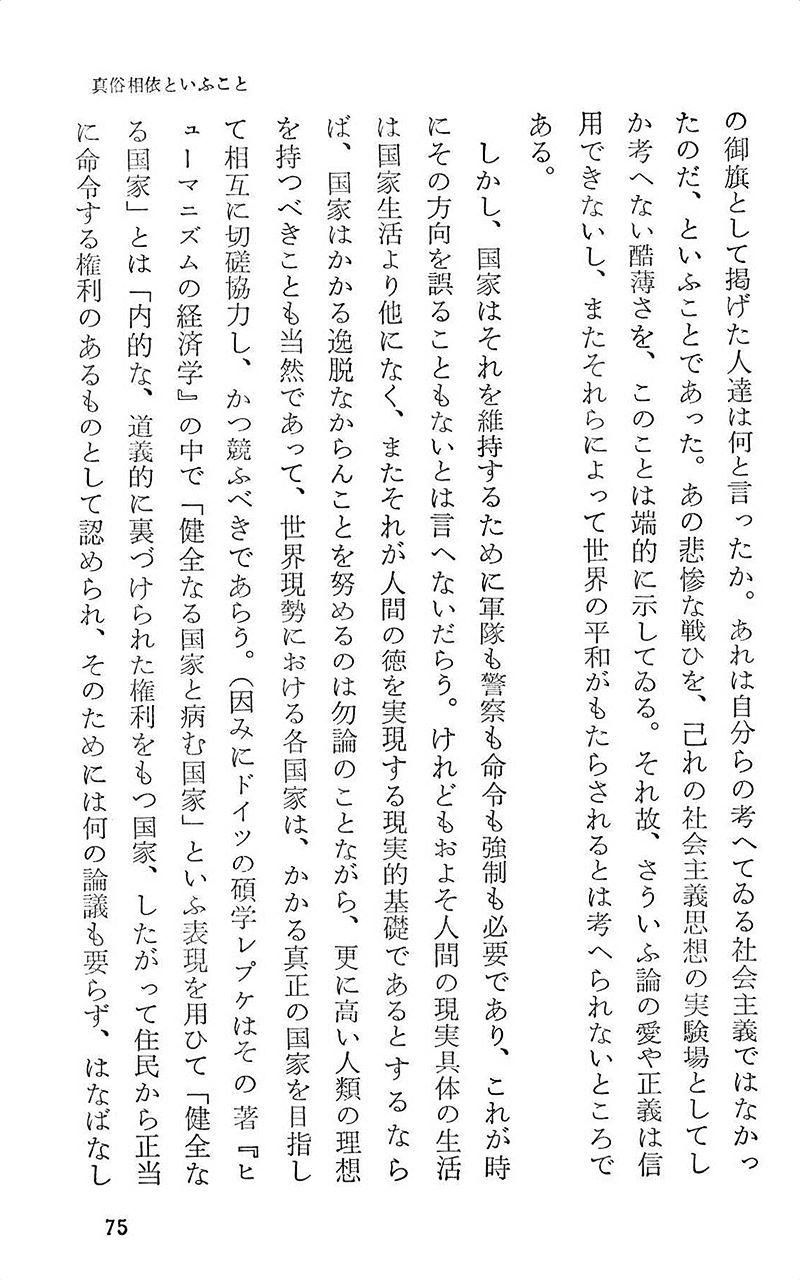 真俗相依といふこと
の御旗として掲げた人達は何と言ったか。あれは自分らの考へてゐる社会主義ではなかっ
たのだ、といふことであった。あの悲惨な戦ひを、己れの社会主義思想の実験場としてし
か考へない酷薄さを、このことは端的に示してゐる。それ故、さういふ論の愛や正義は信
用できないし、またそれらによって世界の平和がもたらされるとは考へられないところで
ある。
しかし、国家はそれを維持するために軍隊も警察も命令も強制も必要であり、これが時
にその方向を誤ることもないとは言へないだらう。けれどもおよそ人間の現実具体の生活
は国家生活より他になく、またそれが人間の徳を実現する現実的基礎であるとするなら
ば、国家はかかる逸脱なからんことを努めるのは勿論のことながら、更に高い人類の理想
を持つべきことも当然であって、世界現勢における各国家は、かかる真正の国家を目指し
て相互に切磋協力し、かつ競ふべきであらう。（因みにドイツの碩学レプケはその著『ヒ
ューマニズムの経済学』の中で「健全なる国家と病む国家」といふ表現を用ひて「健全な
る国家」とは「内的な、道義的に裏づけられた権利をもつ国家、したがって住民から正当
に命令する権利のあるものとして認められ、そのためには何の論議も要らず、はなばなし
75